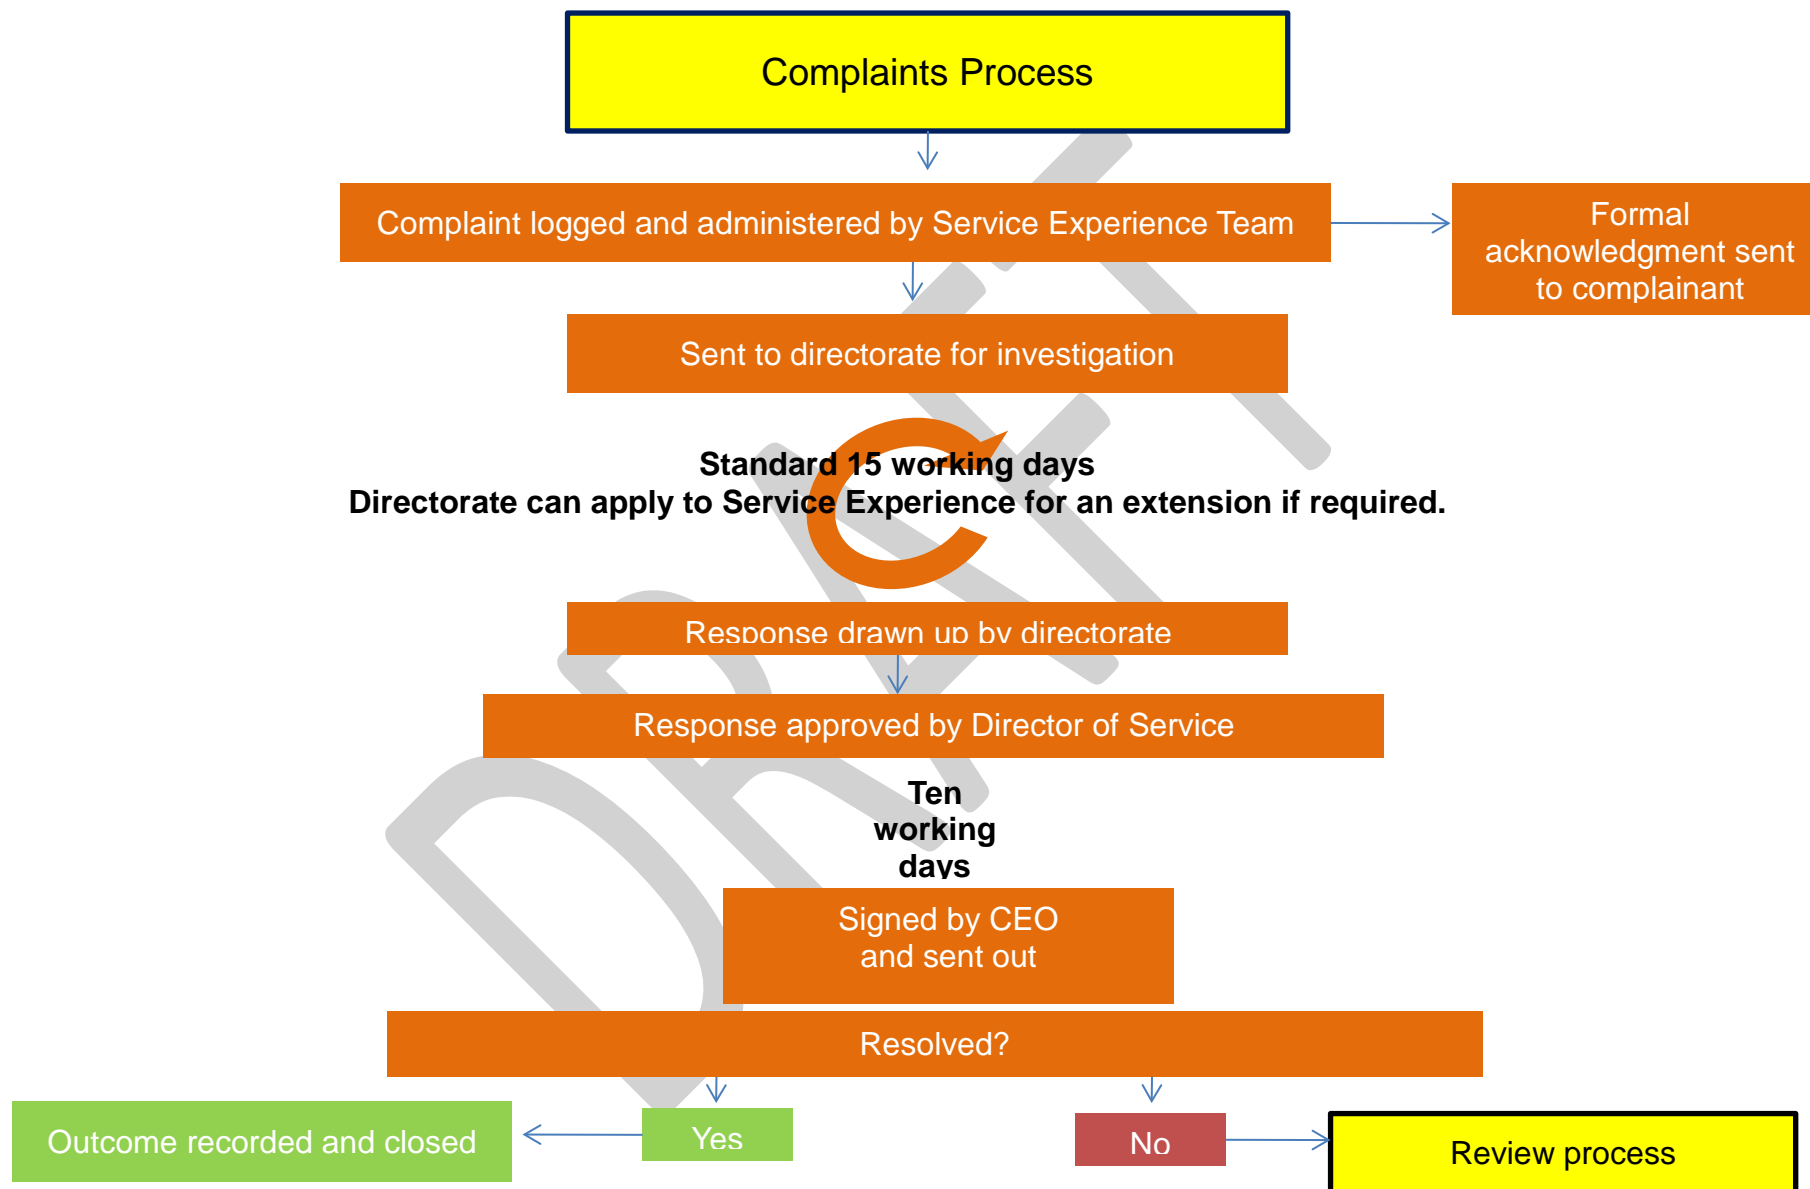 Complaints Process
Complaint logged and administered by Service Experience Team
Formal
acknowledgment sent
to complainant
Sent to directorate for investigation
Standard 15 working days
Directorate can apply to Service Experience for an extension if required.
Response drawn up by directorate
Response approved by Director of Service
Ten
working
days
Signed by CEO
and sent out
Resolved?
Outcome recorded and closed
Yes
No
Review process
DRAFT